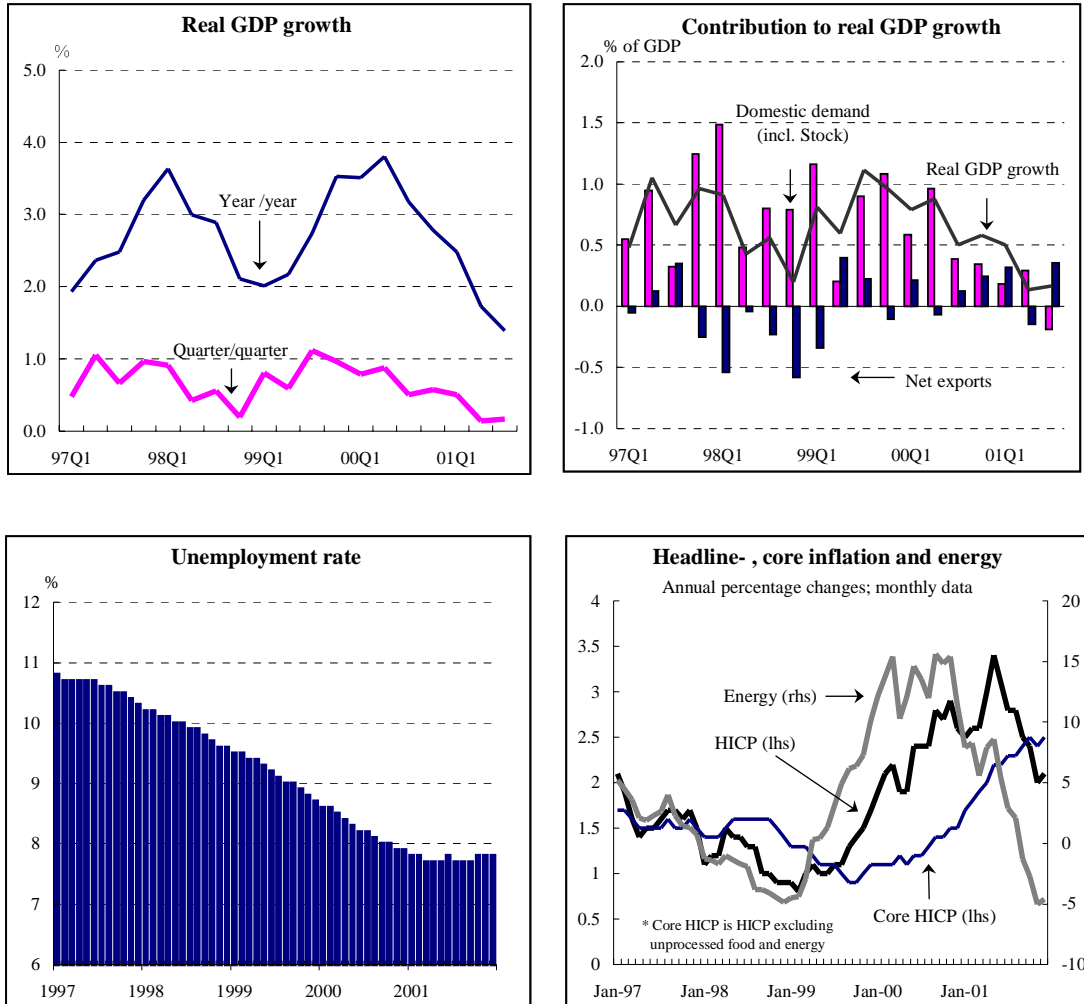 Real GDP growth
%
5.0
4.0
3.0
2.0
1.0
0.0
Year /year
Quarter/quarter
97Q1 98Q1 99Q1 00Q1 01Q1
Contribution to real GDP growth
% of GDP
2.0
1.5
1.0
0.5
0.0
-0.5
-1.0
Domestic demand
(incl. Stock)
Real GDP growth
Net exports
97Q1 98Q1 99Q1 00Q1 01Q1
Unemployment rate
%
12
11
10
9
8
7
6
1997 1998 1999 2000 2001
Headline- , core inflation and energy
Annual percentage changes; monthly data
4
3.5
3
2.5
2
1.5
1
0.5
0
20
15
10
5
0
-5
-10
Energy (rhs)
HICP (lhs)
Core HICP (lhs)
* Core HICP is HICP excluding
unprocessed food and energy
Jan-97 Jan-98 Jan-99 Jan-00 Jan-01